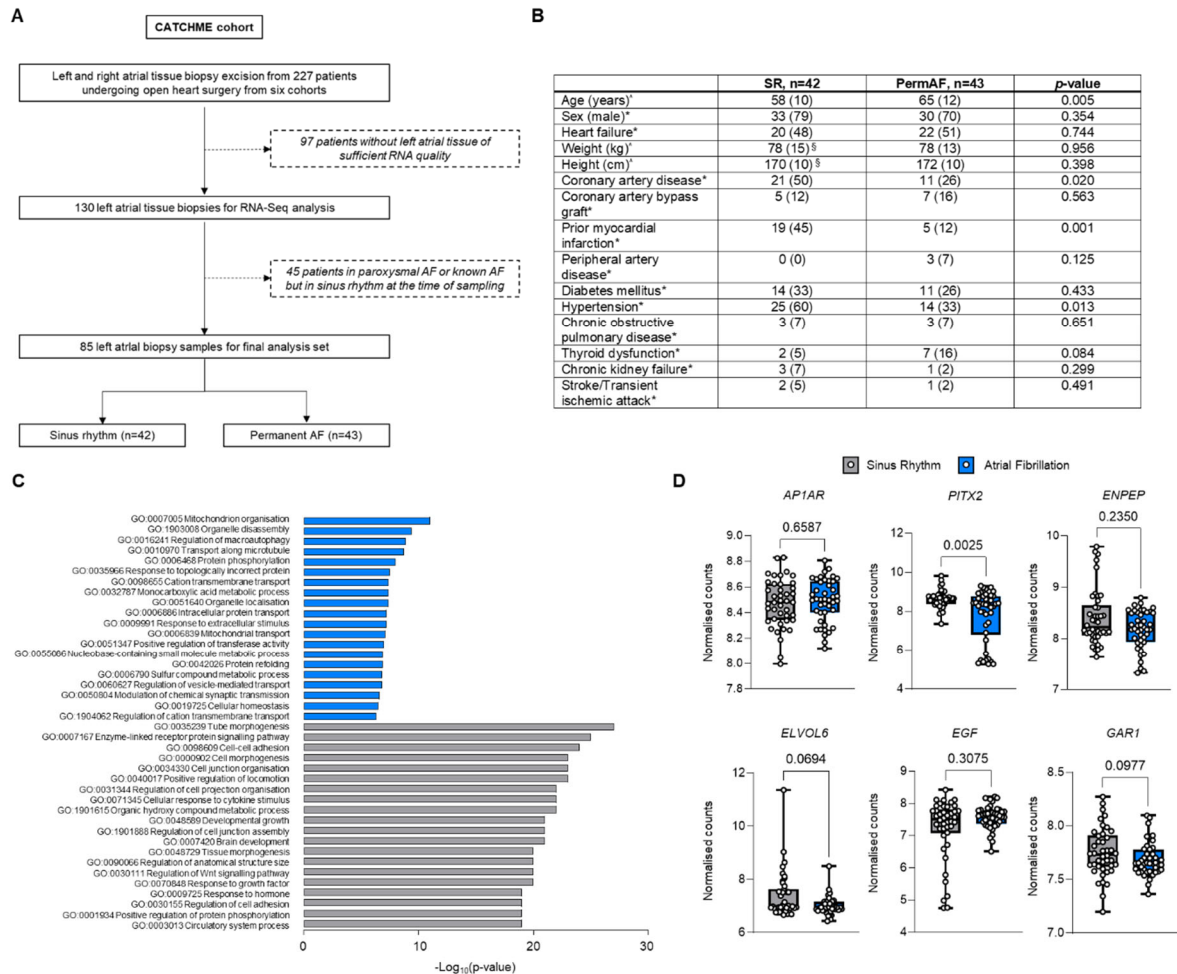 A
CATCHME cohort
Left and right atrial tissue biopsy excision from 227 patients
undergoing open heart surgery from six cohorts
97 patients without left atrial tissue of
sufficient RNA quality
130 left atrial tissue biopsies for RNA-Seq analysis
45 patients in paroxysmal AF or known AF
but in sinus rhythm at the time of sampling
85 left atrial biopsy samples for final analysis set
Sinus rhythm (n=42)
Permanent AF (n=43)
B
SR, n=42 PermAF, n=43 p-value
Age (years)^ 58 (10) 65 (12) 0.005
Sex (male)* 33 (79) 30 (70) 0.354
Heart failure* 20 (48) 22 (51) 0.744
Weight (kg)^ 78 (15)§ 78 (13) 0.956
Height (cm)^ 170 (10)§ 172 (10) 0.398
Coronary artery disease* 21 (50) 11 (26) 0.020
Coronary artery bypass 5 (12) 7 (16) 0.563
graft*
Prior myocardial 19 (45) 5 (12) 0.001
infarction*
Peripheral artery 0 (0) 3 (7) 0.125
disease*
Diabetes mellitus* 14 (33) 11 (26) 0.433
Hypertension* 25 (60) 14 (33) 0.013
Chronic obstructive 3 (7) 3 (7) 0.651
pulmonary disease*
Thyroid dysfunction* 2 (5) 7 (16) 0.084
Chronic kidney failure* 3 (7) 1 (2) 0.299
Stroke/Transient 2 (5) 1 (2) 0.491
ischemic attack*
C
GO:0007005 Mitochondrion organisation
GO:1903008 Organelle disassembly
GO:0016241 Regulation of macroautophagy
GO:0010970 Transport along microtubule
GO:0006468 Protein phosphorylation
GO:0035966 Response to topologically incorrect protein
GO:0098655 Cation transmembrane transport
GO:0032787 Monocarboxylic acid metabolic process
GO:0051640 Organelle localisation
GO:0006886 Intracellular protein transport
GO:0009991 Response to extracellular stimulus
GO:0006839 Mitochondrial transport
GO:0051347 Positive regulation of transferase activity
GO:0055086 Nucleobase-containing small molecule metabolic process
GO:0042026 Protein refolding
GO:0006790 Sulfur compound metabolic process
GO:0060627 Regulation of vesicle-mediated transport
GO:0050804 Modulation of chemical synaptic transmission
GO:0019725 Cellular homeostasis
GO:1904062 Regulation of cation transmembrane transport
GO:0035239 Tube morphogenesis
GO:0007167 Enzyme-linked receptor protein signalling pathway
GO:0098609 Cell-cell adhesion
GO:0000902 Cell morphogenesis
GO:0034330 Cell junction organisation
GO:0040017 Positive regulation of locomotion
GO:0031344 Regulation of cell projection organisation
GO:0071345 Cellular response to cytokine stimulus
GO:1901615 Organic hydroxy compound metabolic process
GO:0048589 Developmental growth
GO:1901888 Regulation of cell junction assembly
GO:0007420 Brain development
GO:0048729 Tissue morphogenesis
GO:0090066 Regulation of anatomical structure size
GO:0030111 Regulation of Wnt signalling pathway
GO:0070848 Response to growth factor
GO:0009725 Response to hormone
GO:0030155 Regulation of cell adhesion
GO:0001934 Positive regulation of protein phosphorylation
GO:0003013 Circulatory system process
0 10 20 30
-Log10(p-value)
D
Sinus Rhythm Atrial Fibrillation
AP1AR
0.6587
Normalised counts
9.0
8.8
8.6
8.4
8.2
8.0
7.8
PITX2
0.0025
Normalised counts
12
10
8
6
4
ENPEP
0.2350
Normalised counts
10
9
8
7
ELVOL6
0.0694
Normalised counts
12
10
8
6
EGF
0.3075
Normalised counts
9
8
7
6
5
4
GAR1
0.0977
Normalised counts
8.5
8.0
7.5
7.0